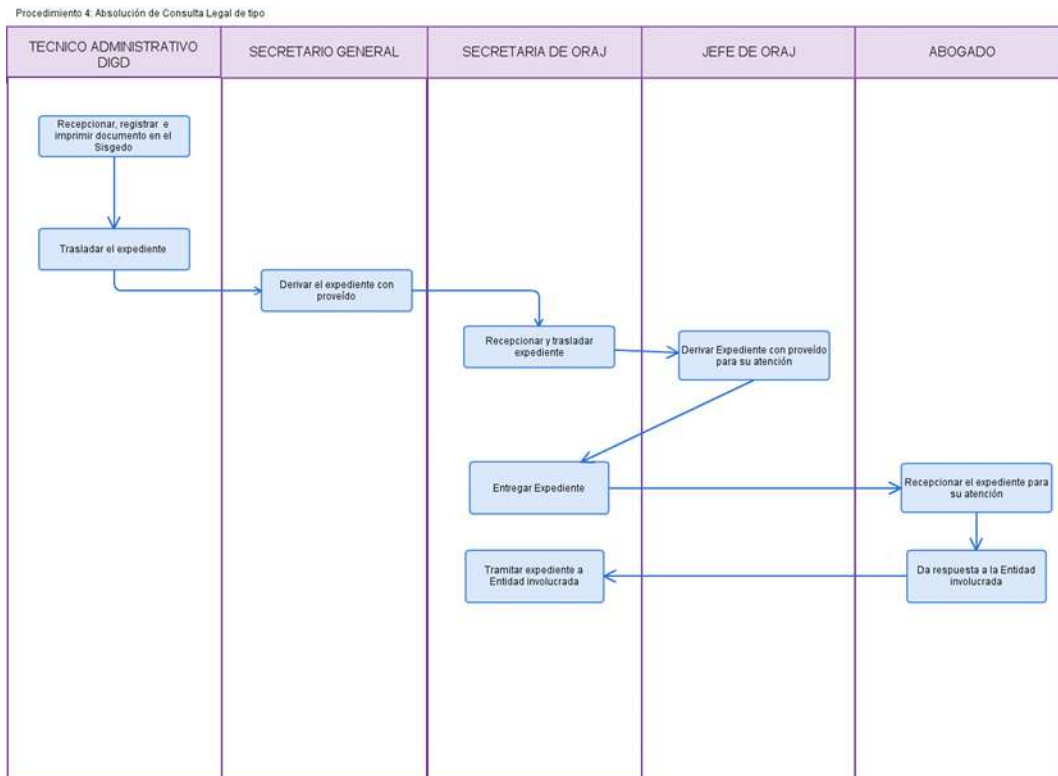 Procedimiento 4: Absolución de Consulta Legal de tipo
TECNICO ADMINISTRATIVO
DIGD
SECRETARIO GENERAL
SECRETARIA DE ORAJ
JEFE DE ORAJ
ABOGADO
Recepcionar, registrar e
imprimir documento en el
Sisgedo
Trasladar el expediente
Derivar el expediente con
proveído
Recepcionar y trasladar
expediente
Derivar Expediente con proveído
para su atención
Entregar Expediente
Recepcionar el expediente para
su atención
Tramitar expediente a
Entidad involucrada
Da respuesta a la Entidad
involucrada